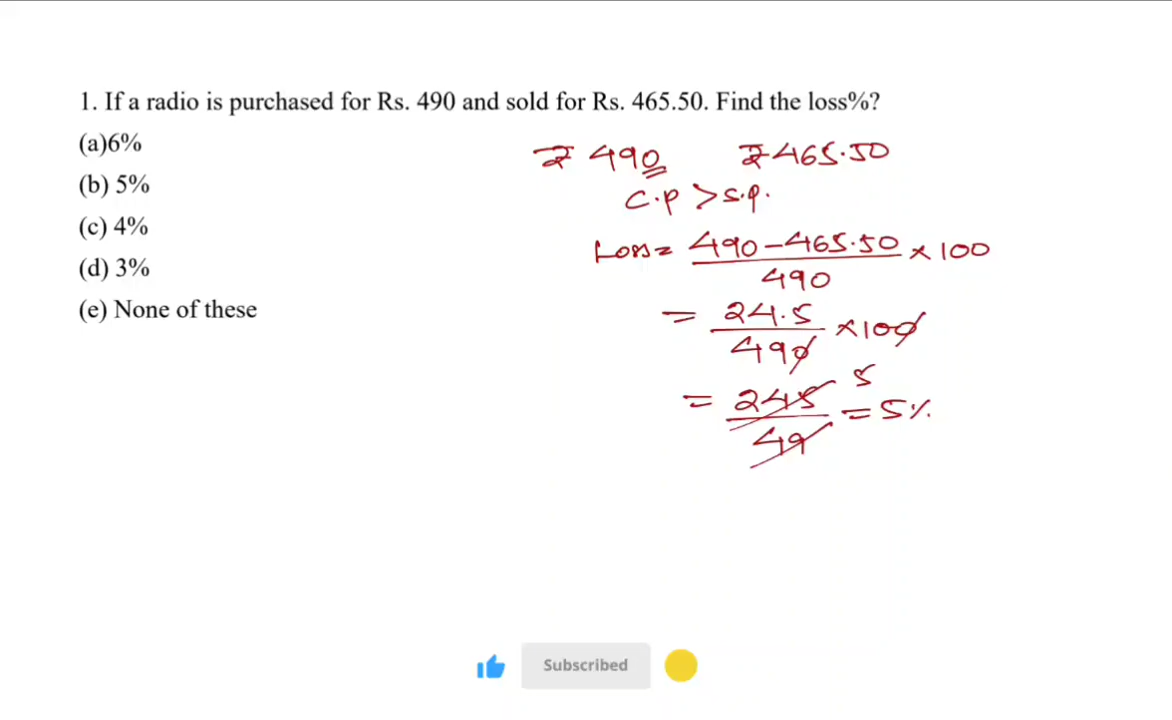 1. If a radio is purchased for Rs. 490 and sold for Rs. 465.50. Find the loss%?
(a)6%
(b) 5%
(c) 4%
(d) 3%
(e) None of these
₹ 490 ₹ 465.50
C.P > S.P.
Loss = 490 - 465.50 / 490 × 100
= 24.5 / 490 × 100
= 245 / 49 5 = 5%
Subscribed